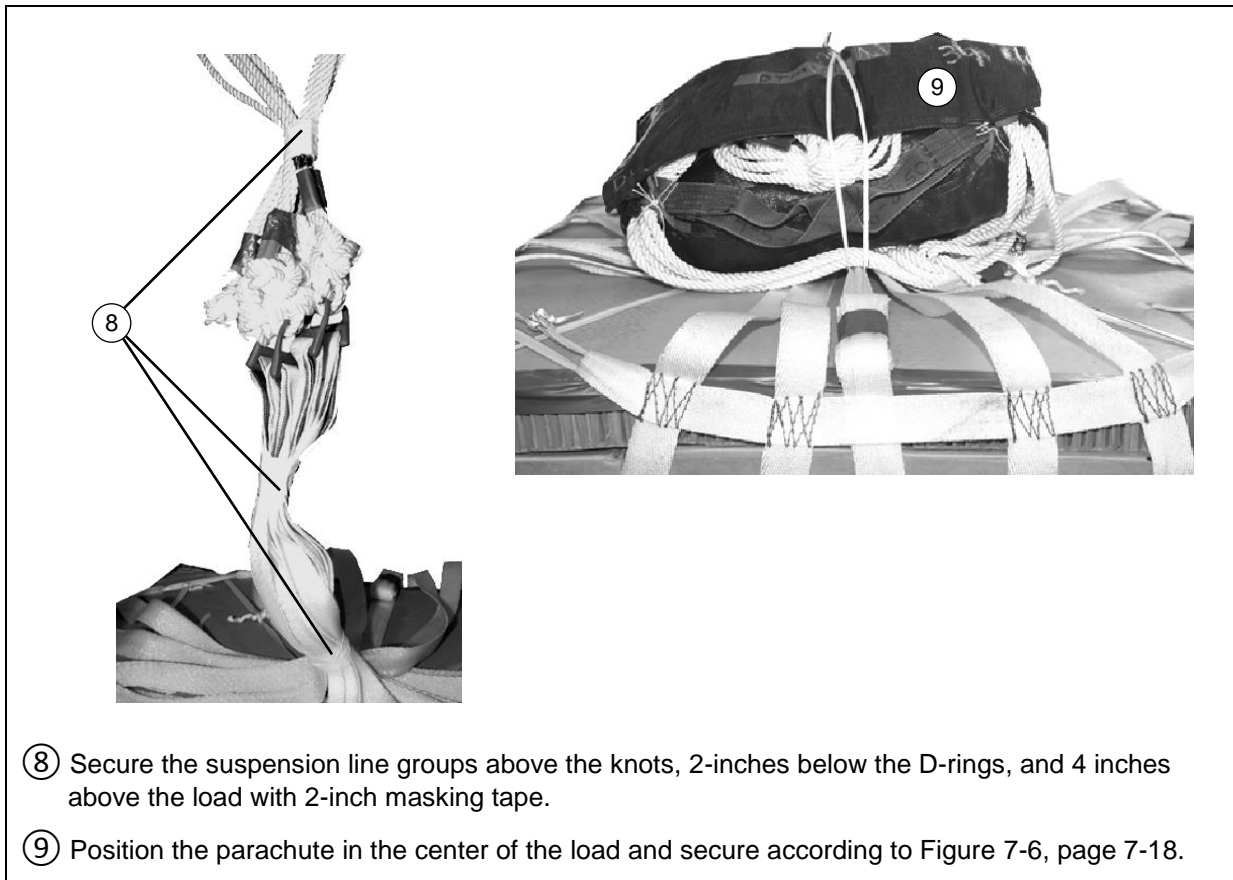 9
8
⑧ Secure the suspension line groups above the knots, 2-inches below the D-rings, and 4 inches
above the load with 2-inch masking tape.
⑨ Position the parachute in the center of the load and secure according to Figure 7-6, page 7-18.